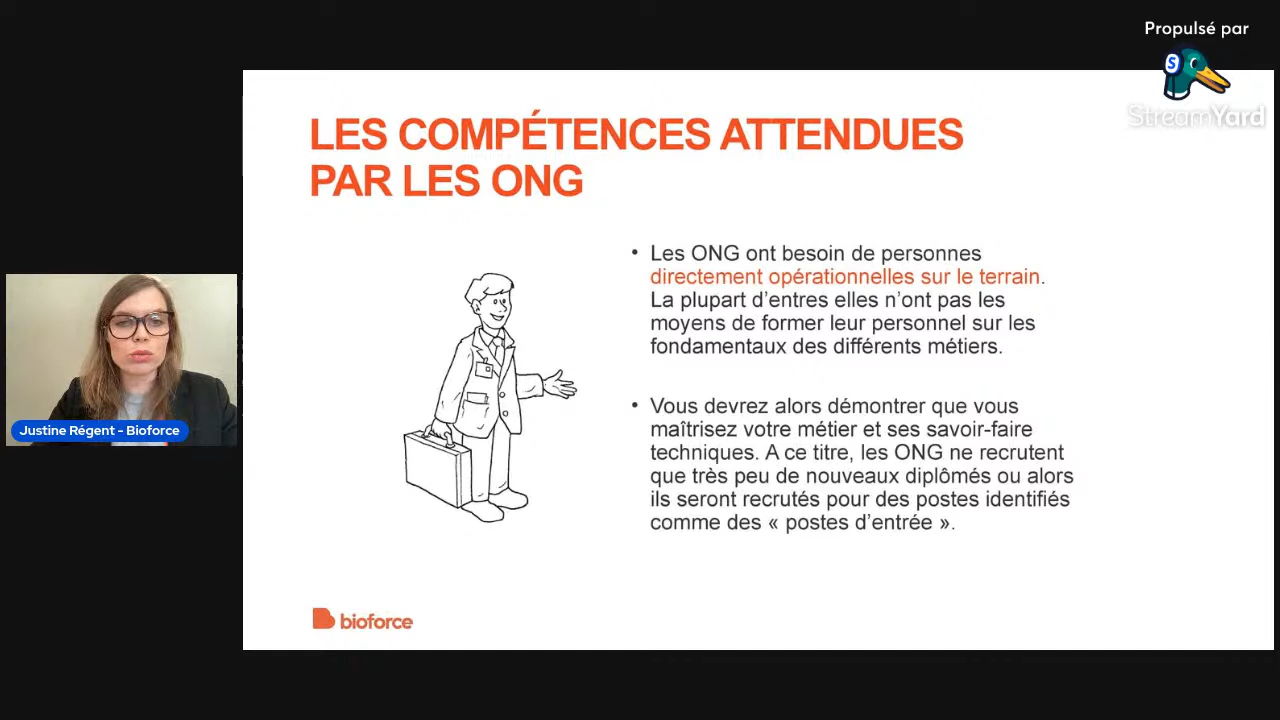 Propulsé par
StreamYard
LES COMPÉTENCES ATTENDUES
PAR LES ONG
• Les ONG ont besoin de personnes
directement opérationnelles sur le terrain.
La plupart d’entres elles n’ont pas les
moyens de former leur personnel sur les
fondamentaux des différents métiers.
• Vous devrez alors démontrer que vous
maîtrisez votre métier et ses savoir-faire
techniques. A ce titre, les ONG ne recrutent
que très peu de nouveaux diplômés ou alors
ils seront recrutés pour des postes identifiés
comme des « postes d’entrée ».
Justine Régent - Bioforce
bioforce